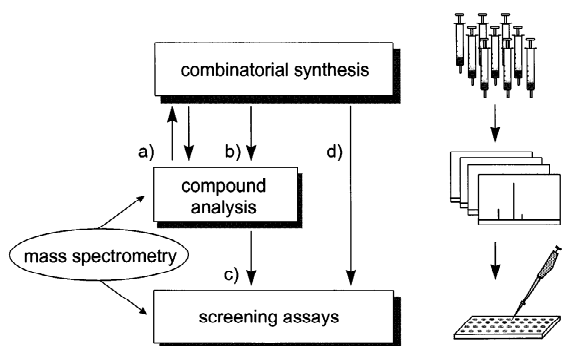 combinatorial synthesis
a)
b)
d)
compound
analysis
mass spectrometry
c)
screening assays